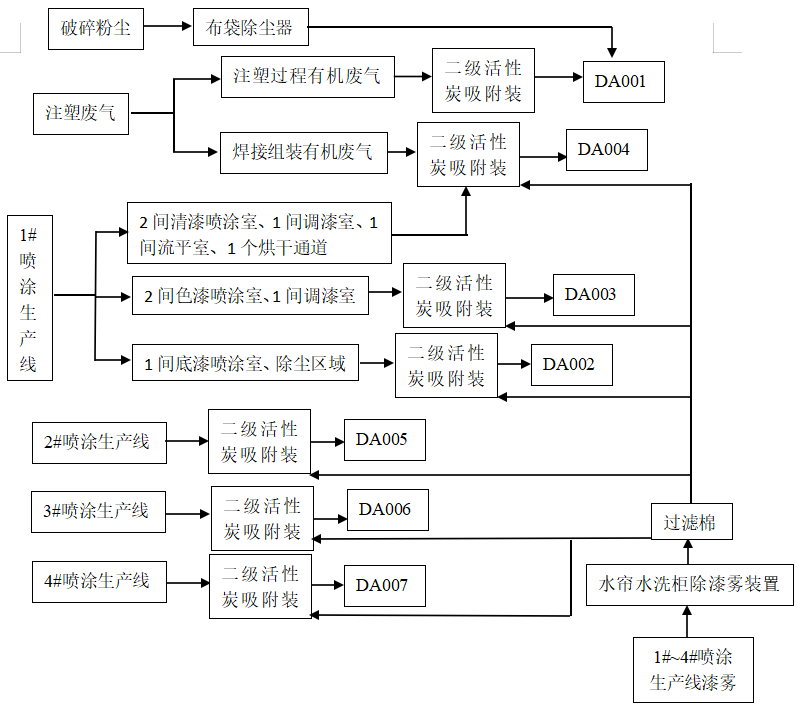 破碎粉尘
布袋除尘器
注塑过程有机废气
二级活性
炭吸附装
DA001
注塑废气
焊接组装有机废气
二级活性
炭吸附装
DA004
1#
喷
涂
生
产
线
2间清漆喷涂室、1间调漆室、1
间流平室、1个烘干通道
2间色漆喷涂室、1间调漆室
二级活性
炭吸附装
DA003
1间底漆喷涂室、除尘区域
二级活性
炭吸附装
DA002
2#喷涂生产线
二级活性
炭吸附装
DA005
3#喷涂生产线
二级活性
炭吸附装
DA006
过滤棉
4#喷涂生产线
二级活性
炭吸附装
DA007
水帘水洗柜除漆雾装置
1#~4#喷涂
生产线漆雾